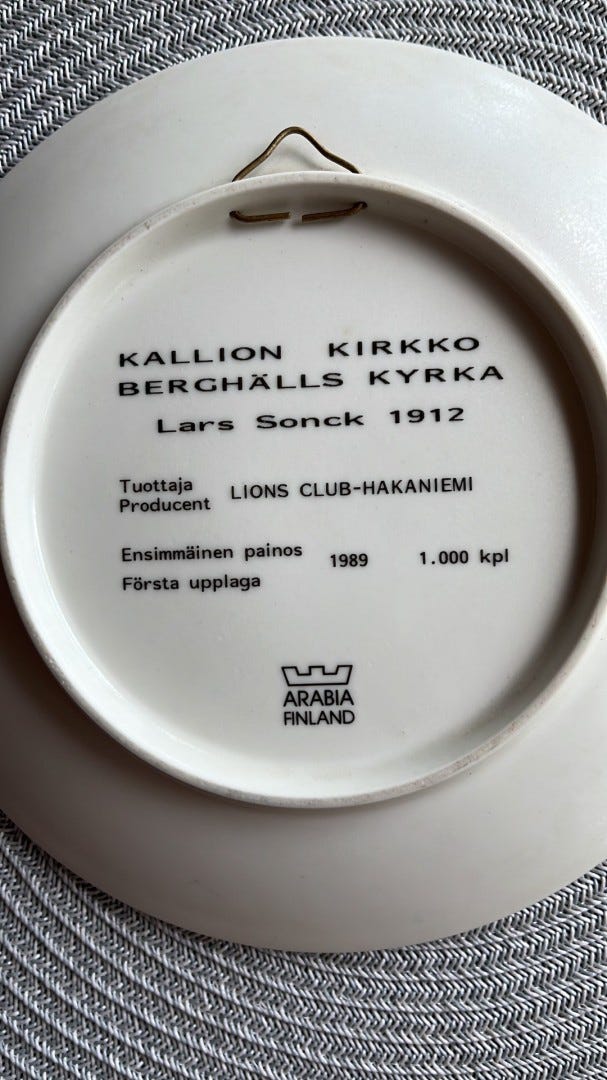 KALLION KIRKKO
BERGHÄLLS KYRKA
Lars Sonck 1912
Tuottaja
Producent LIONS CLUB-HAKANIEMI
Ensimmäinen painos 1989 1.000 kpl
Första upplaga
ARABIA
FINLAND